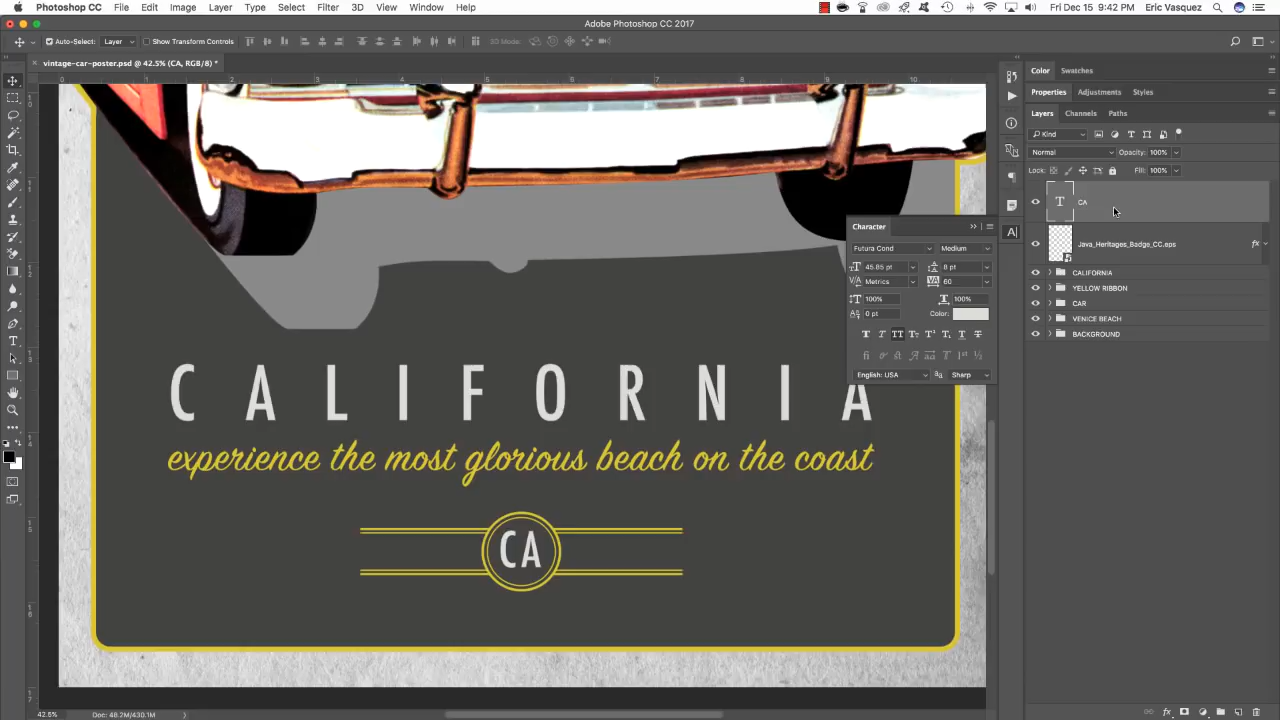 Photoshop CC File Edit Image Layer Type Select Filter 3D View Window Help Fri Dec 15 9:42 PM Eric Vasquez
Adobe Photoshop CC 2017
Auto-Select: Layer Show Transform Controls 3D Mode:
vintage-car-poster.psd @ 42.5% (CA, RGB/8) *
Color Swatches
Properties Adjustments Styles
Layers Channels Paths
Kind
Normal Opacity: 100%
Lock: Fill: 100%
T CA
Java_Heritages_Badge_CC.eps fx
CALIFORNIA
YELLOW RIBBON
CAR
VENICE BEACH
BACKGROUND
Character
Futura Cond Medium
45.85 pt 8 pt
Metrics 60
100% 100%
0 pt Color:
English: USA Sharp
CALIFORNIA
experience the most glorious beach on the coast
CA
42.5% Doc: 48.2M/430.1M